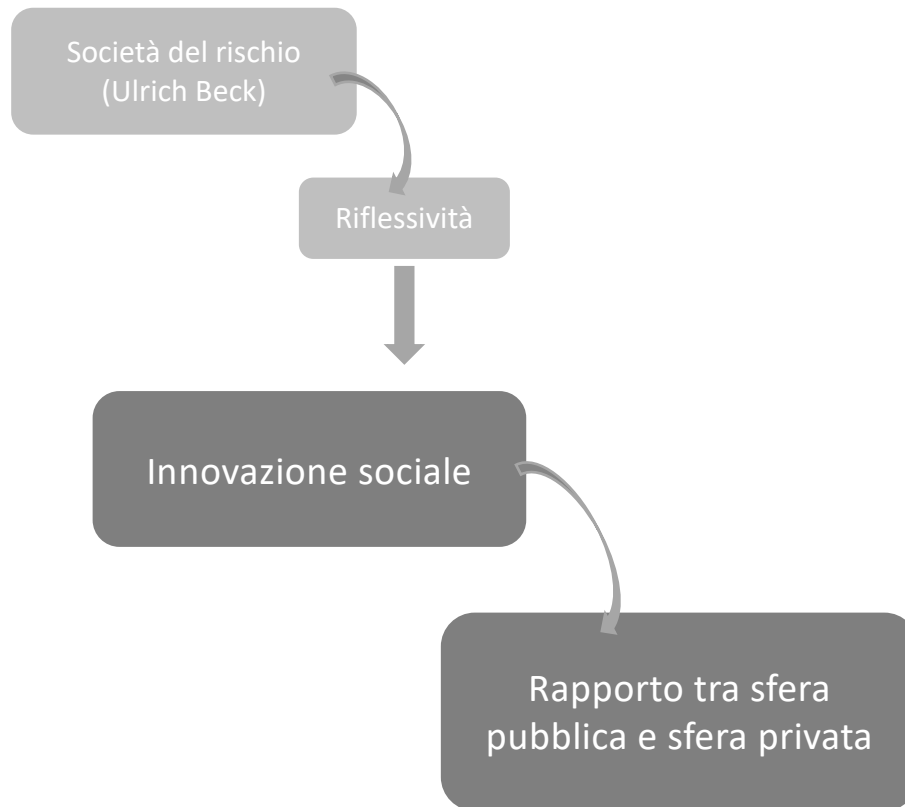 Società del rischio
(Ulrich Beck)
Riflessività
Innovazione sociale
Rapporto tra sfera
pubblica e sfera privata